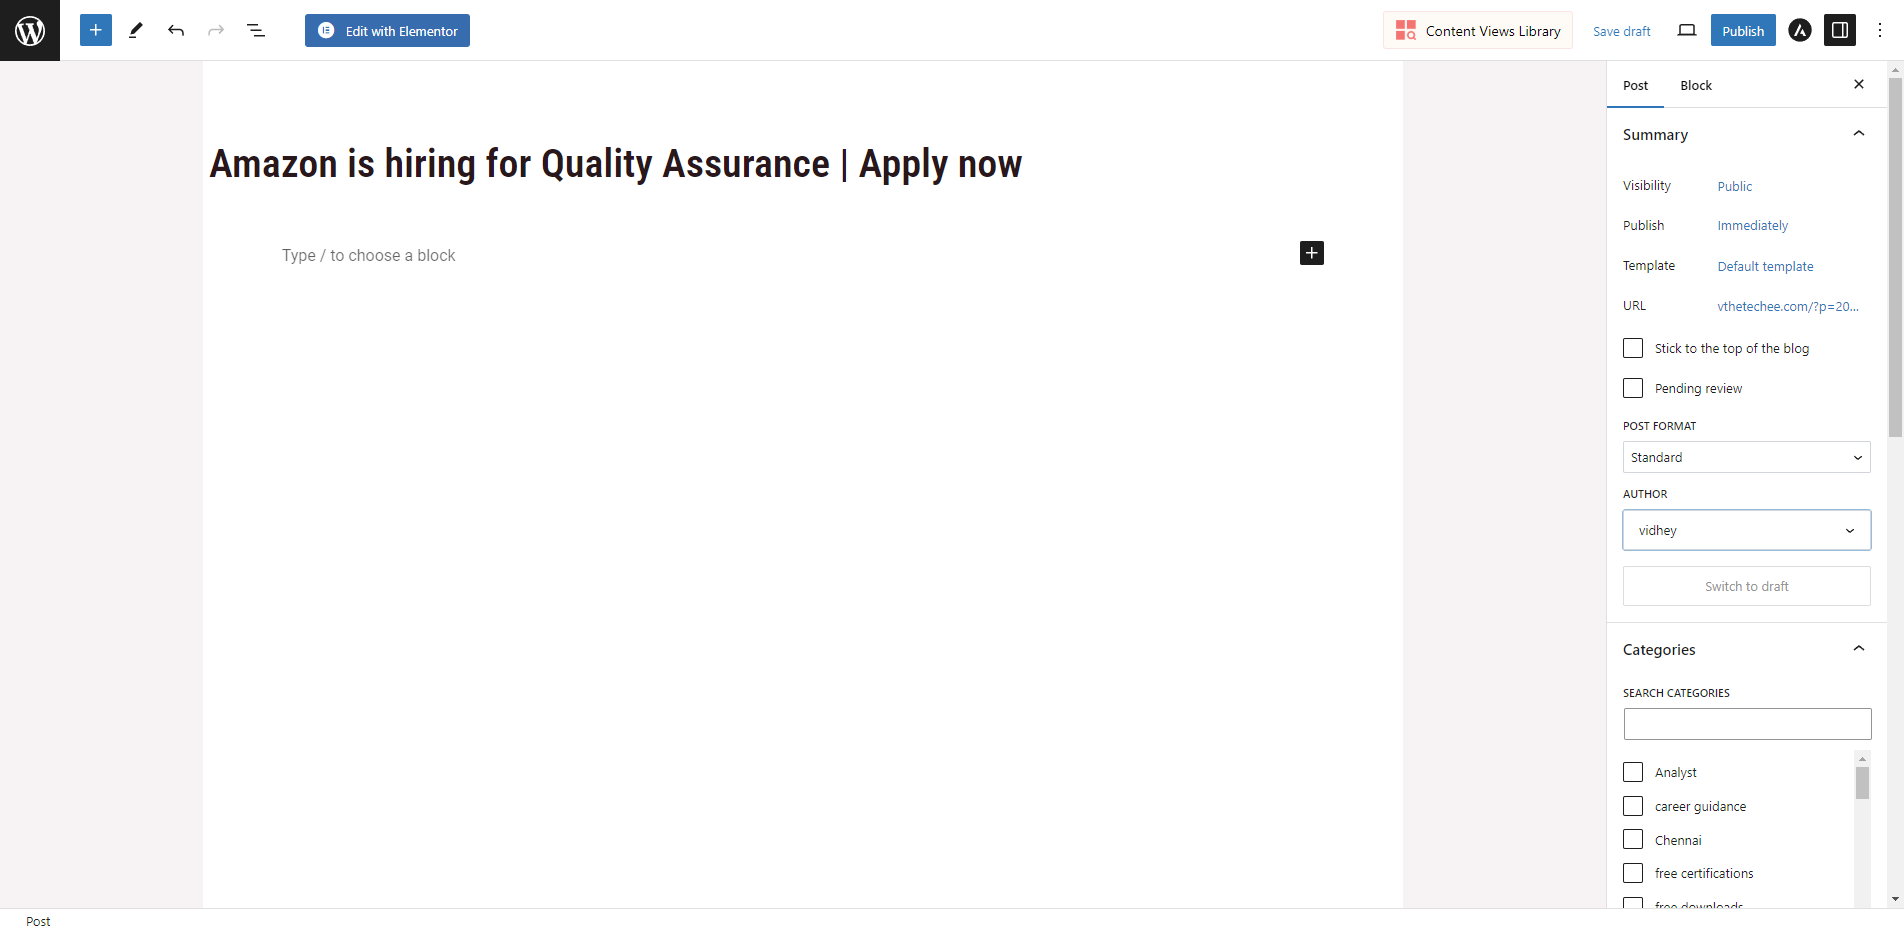 Edit with Elementor
Content Views Library
Save draft
Publish
Amazon is hiring for Quality Assurance | Apply now
Type / to choose a block
Post Block
Summary
Visibility Public
Publish Immediately
Template Default template
URL vthetechee.com/?p=20...
Stick to the top of the blog
Pending review
POST FORMAT
Standard
AUTHOR
vidhey
Switch to draft
Categories
SEARCH CATEGORIES
Analyst
career guidance
Chennai
free certifications
free downloads
Post